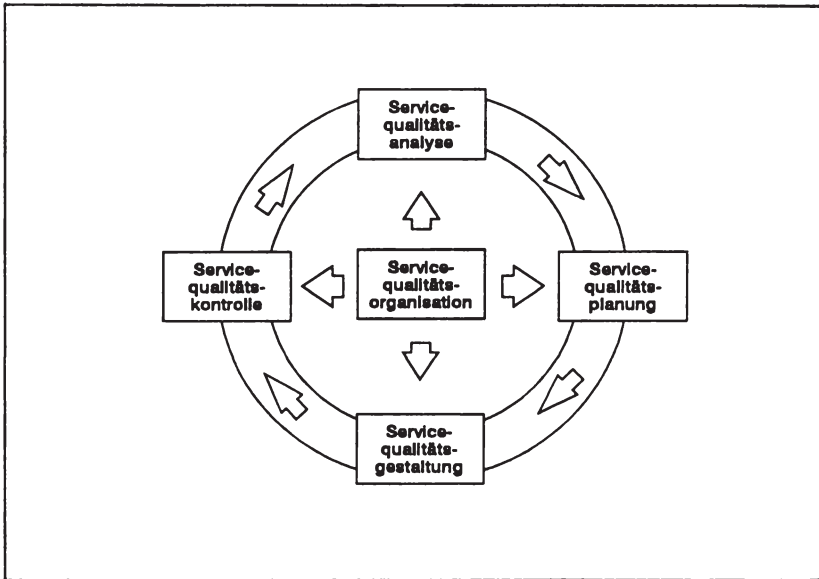 Service-
qualitäts-
analyse
Service-
qualitäts-
kontrolle
Service-
qualitäts-
organisation
Service-
qualitäts-
planung
Service-
qualitäts-
gestaltung